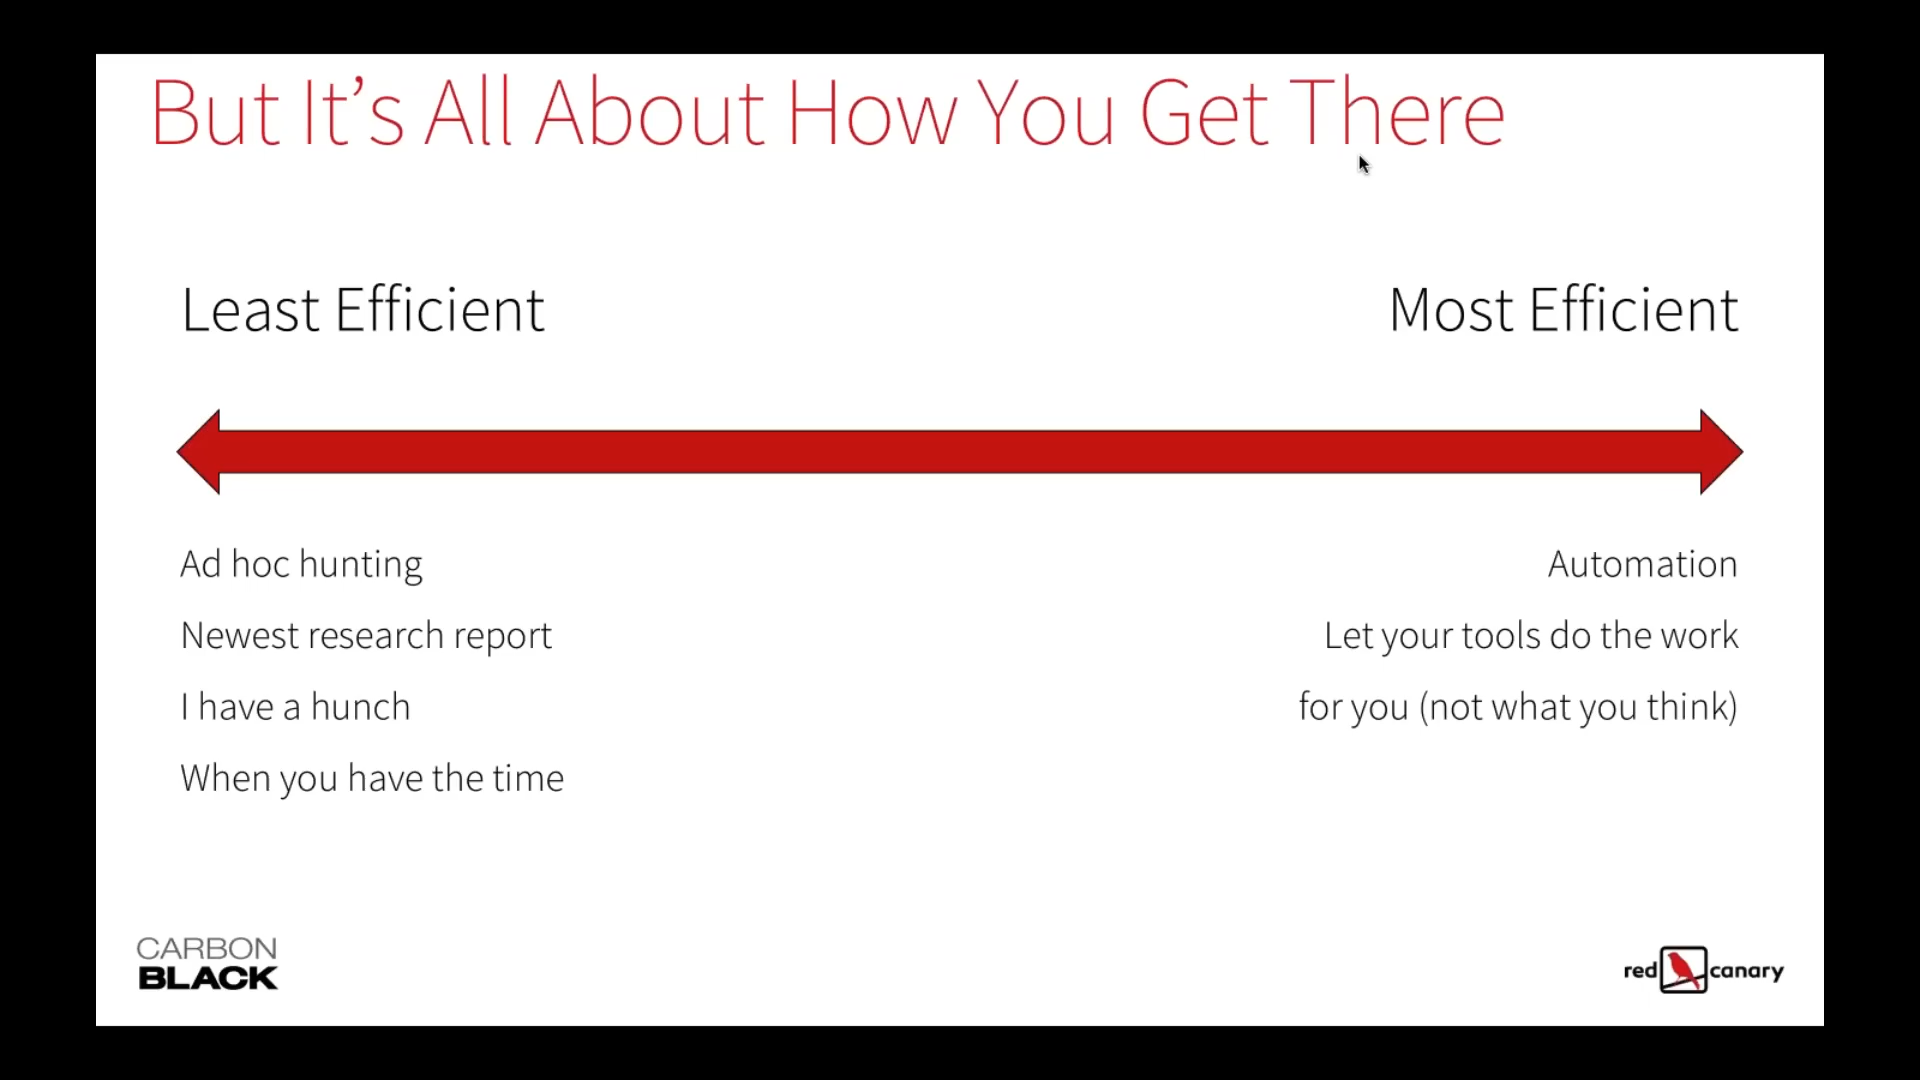 But It’s All About How You Get There
Least Efficient
Most Efficient
Ad hoc hunting
Newest research report
I have a hunch
When you have the time
Automation
Let your tools do the work
for you (not what you think)
CARBON
BLACK
red canary